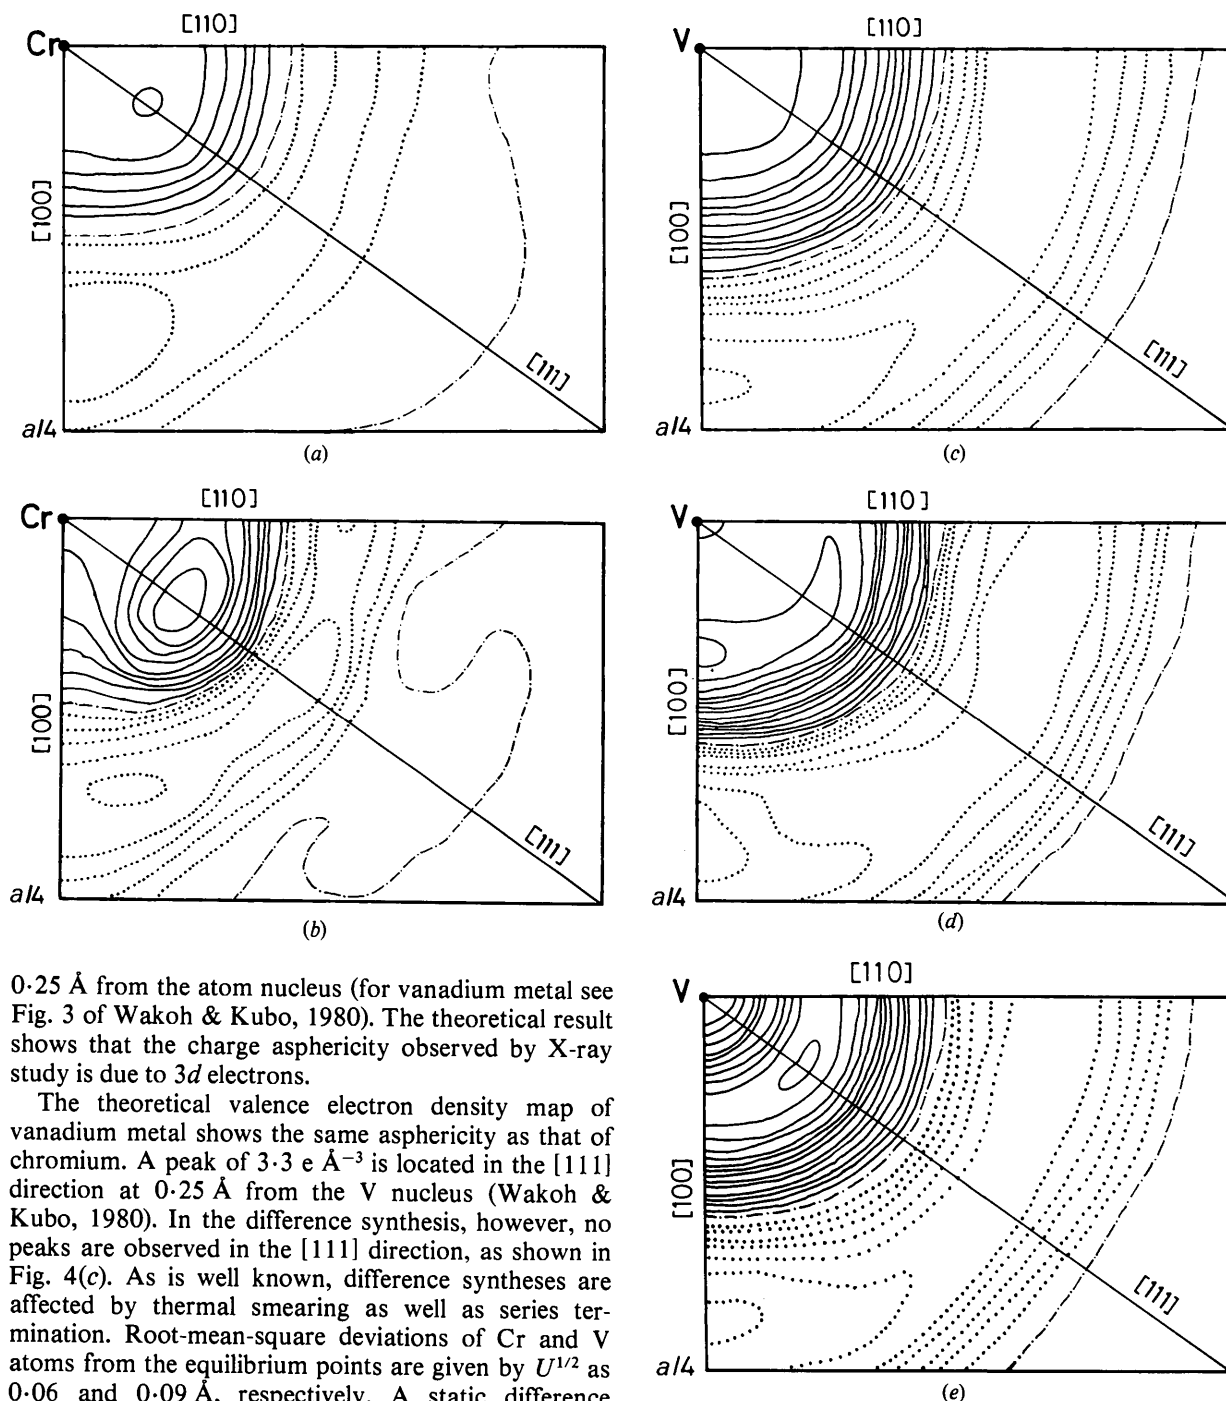 [110]
Cr
[100]
[111]
a/4
(a)
[110]
Cr
[100]
[111]
a/4
(b)
0·25 Å from the atom nucleus (for vanadium metal see
Fig. 3 of Wakoh & Kubo, 1980). The theoretical result
shows that the charge asphericity observed by X-ray
study is due to 3d electrons.
The theoretical valence electron density map of
vanadium metal shows the same asphericity as that of
chromium. A peak of 3·3 e Å⁻³ is located in the [111]
direction at 0·25 Å from the V nucleus (Wakoh &
Kubo, 1980). In the difference synthesis, however, no
peaks are observed in the [111] direction, as shown in
Fig. 4(c). As is well known, difference syntheses are
affected by thermal smearing as well as series ter-
mination. Root-mean-square deviations of Cr and V
atoms from the equilibrium points are given by U¹/² as
0·06 and 0·09 Å, respectively. A static difference
[110]
V
[100]
[111]
a/4
(c)
[110]
V
[100]
[111]
a/4
(d)
[110]
V
[100]
[111]
a/4
(e)